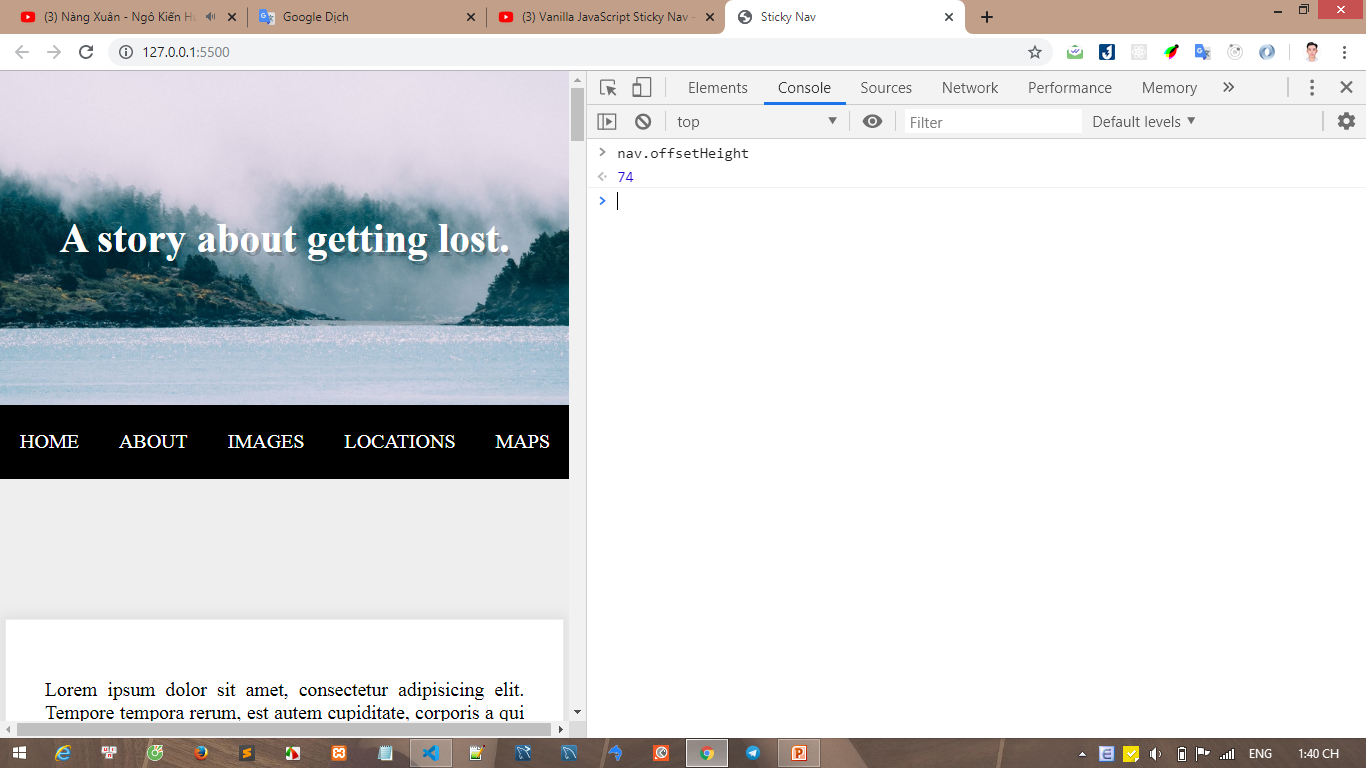 (3) Nàng Xuân - Ngô Kiến H
Google Dịch
(3) Vanilla JavaScript Sticky Nav -
Sticky Nav
127.0.0.1:5500
Elements Console Sources Network Performance Memory
top Filter Default levels
nav.offsetHeight
74
A story about getting lost.
HOME ABOUT IMAGES LOCATIONS MAPS
Lorem ipsum dolor sit amet, consectetur adipisicing elit.
Tempore tempora rerum, est autem cupiditate, corporis a qui
ENG 1:40 CH